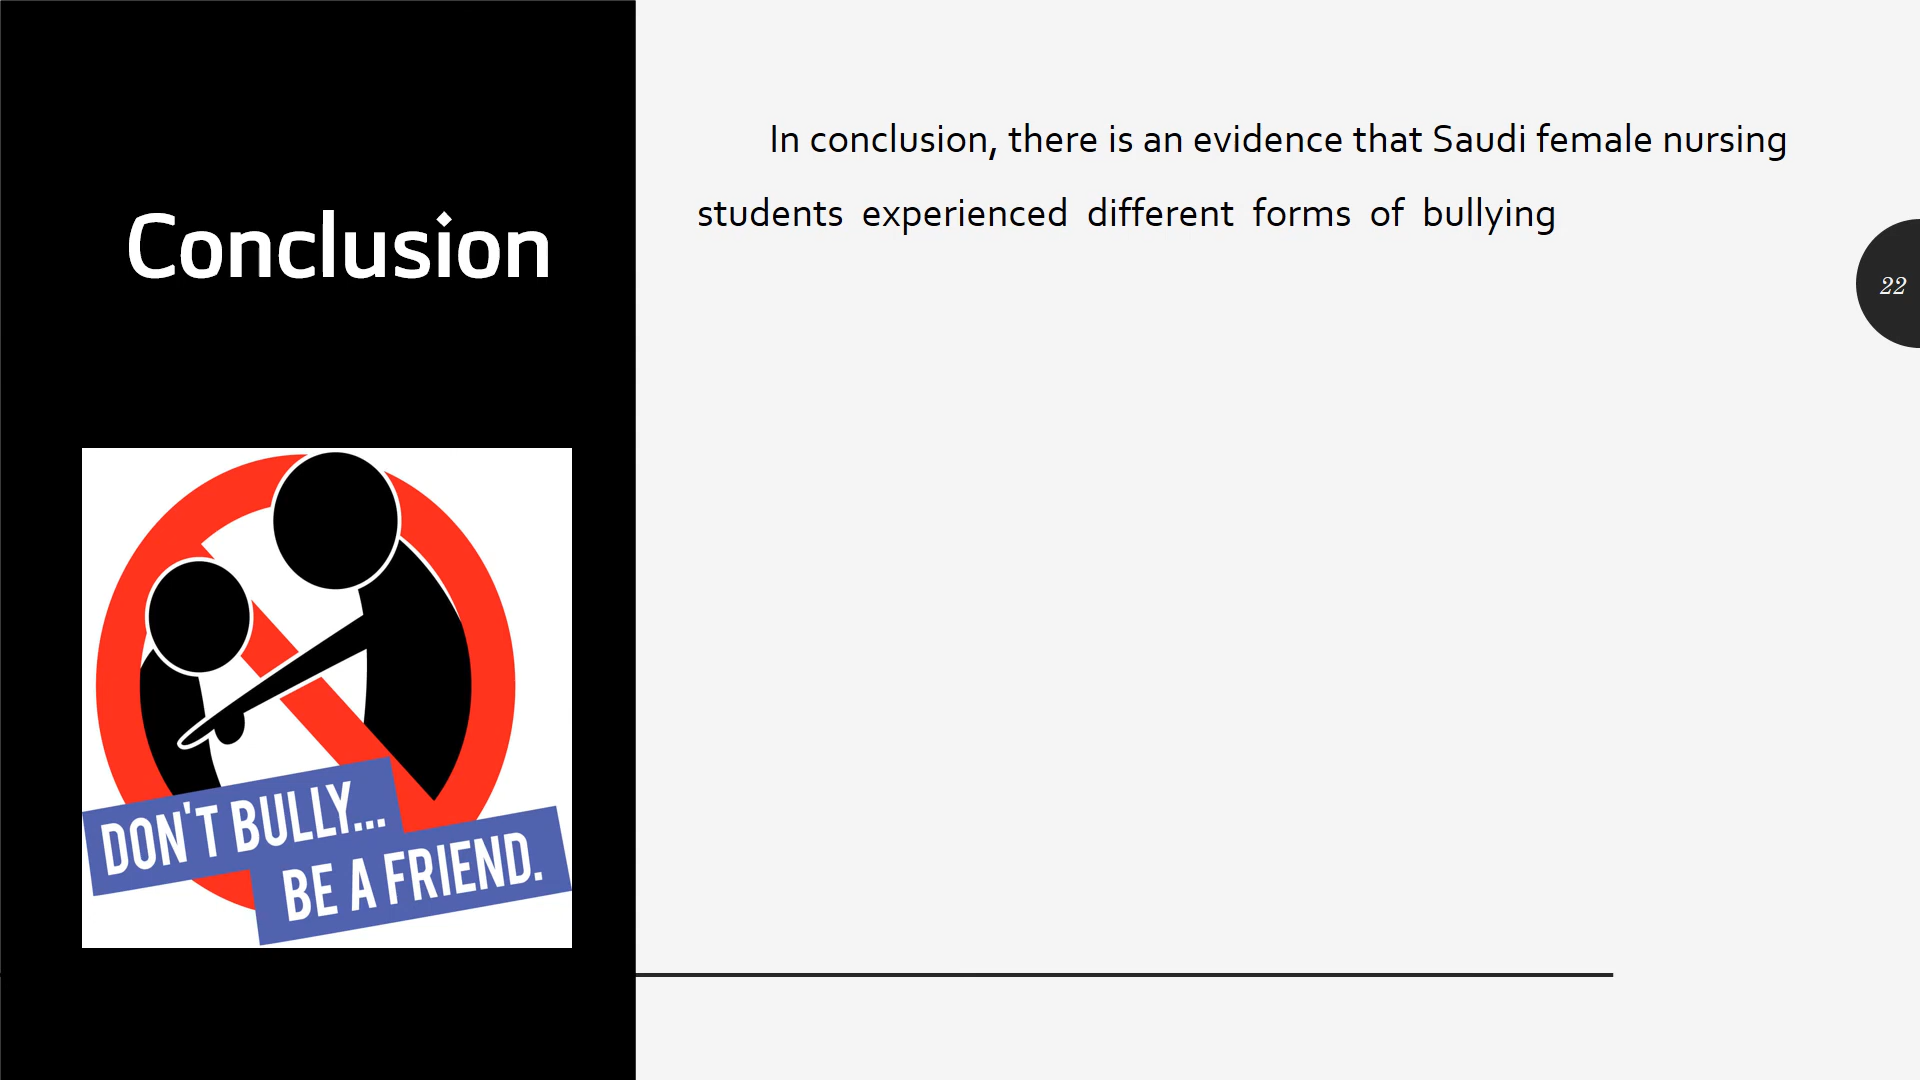 Conclusion
In conclusion, there is an evidence that Saudi female nursing
students experienced different forms of bullying
22
DON'T BULLY...
BE A FRIEND.